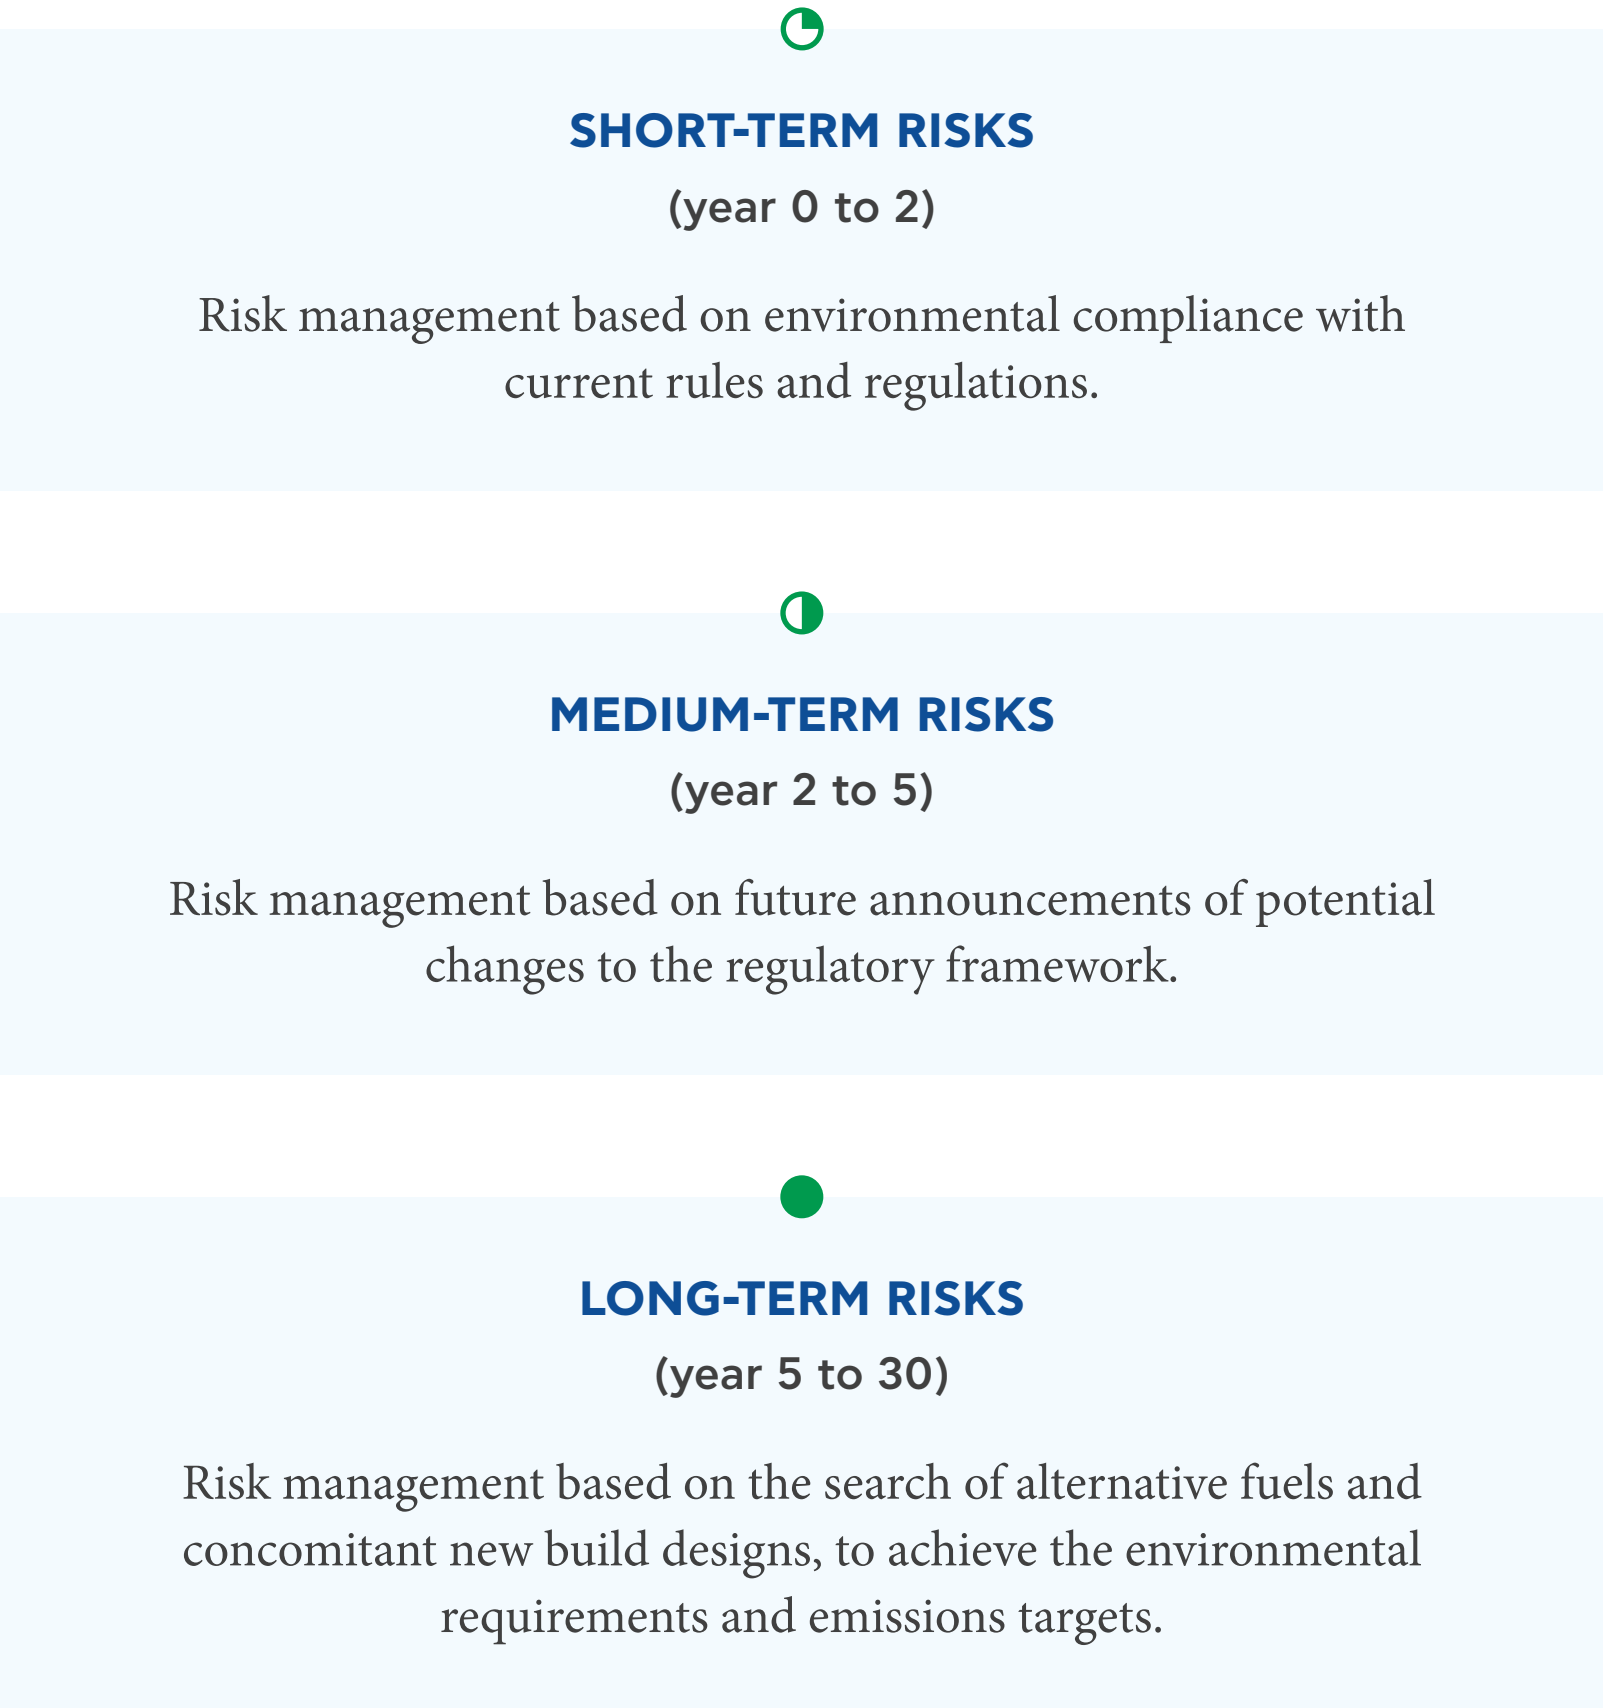 SHORT-TERM RISKS
(year 0 to 2)
Risk management based on environmental compliance with
current rules and regulations.
MEDIUM-TERM RISKS
(year 2 to 5)
Risk management based on future announcements of potential
changes to the regulatory framework.
LONG-TERM RISKS
(year 5 to 30)
Risk management based on the search of alternative fuels and
concomitant new build designs, to achieve the environmental
requirements and emissions targets.